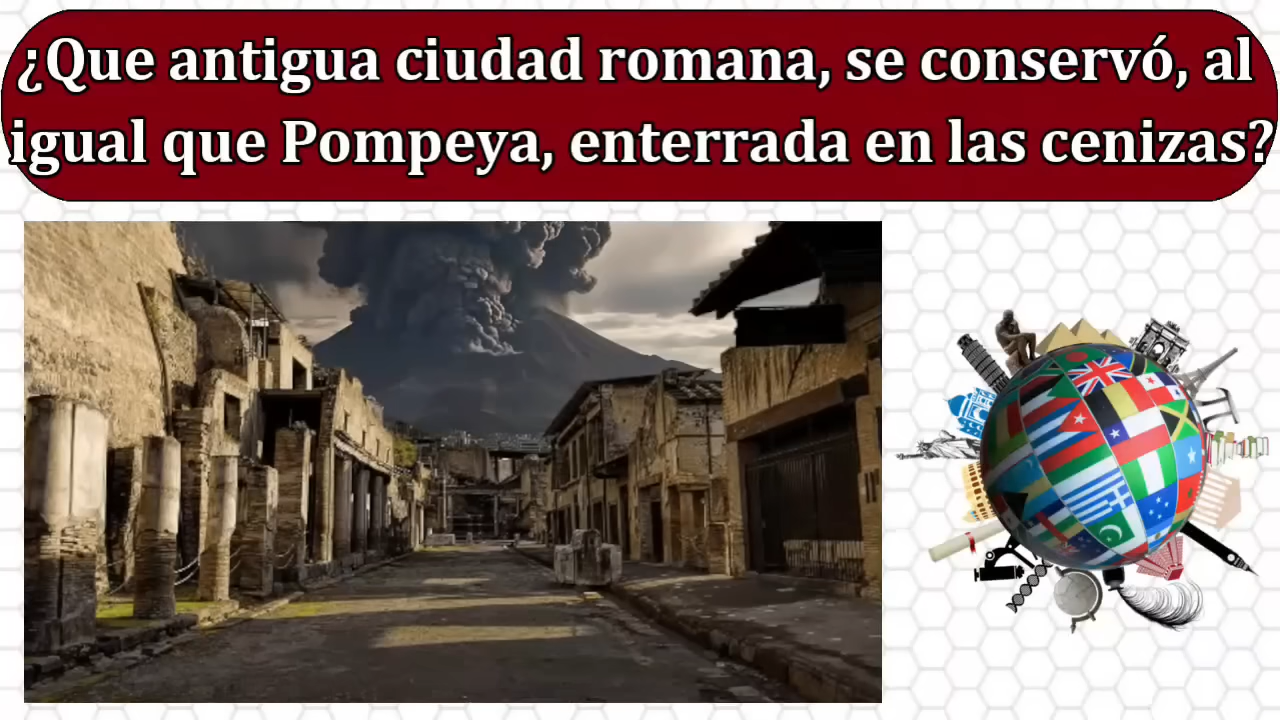 ¿Que antigua ciudad romana, se conservó, al
igual que Pompeya, enterrada en las cenizas?